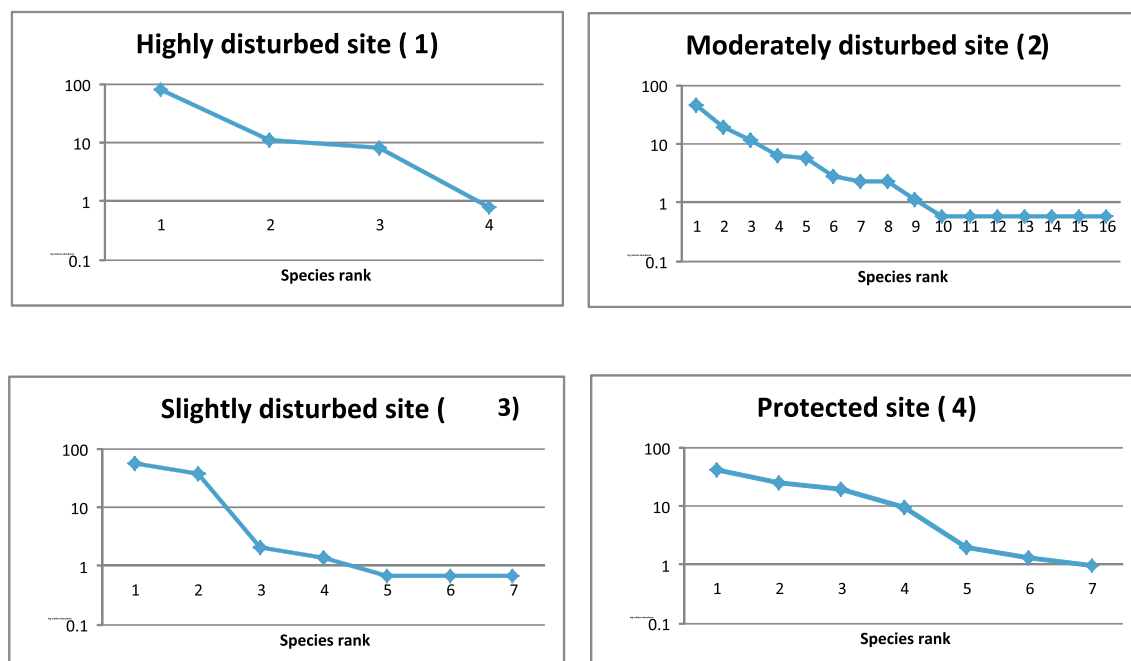 Highly disturbed site ( 1)
100
10
1
0.1
1 2 3 4
Species rank
Moderately disturbed site (2)
100
10
1
0.1
1 2 3 4 5 6 7 8 9 10 11 12 13 14 15 16
Species rank
Slightly disturbed site ( 3)
100
10
1
0.1
1 2 3 4 5 6 7
Species rank
Protected site ( 4)
100
10
1
0.1
1 2 3 4 5 6 7
Species rank